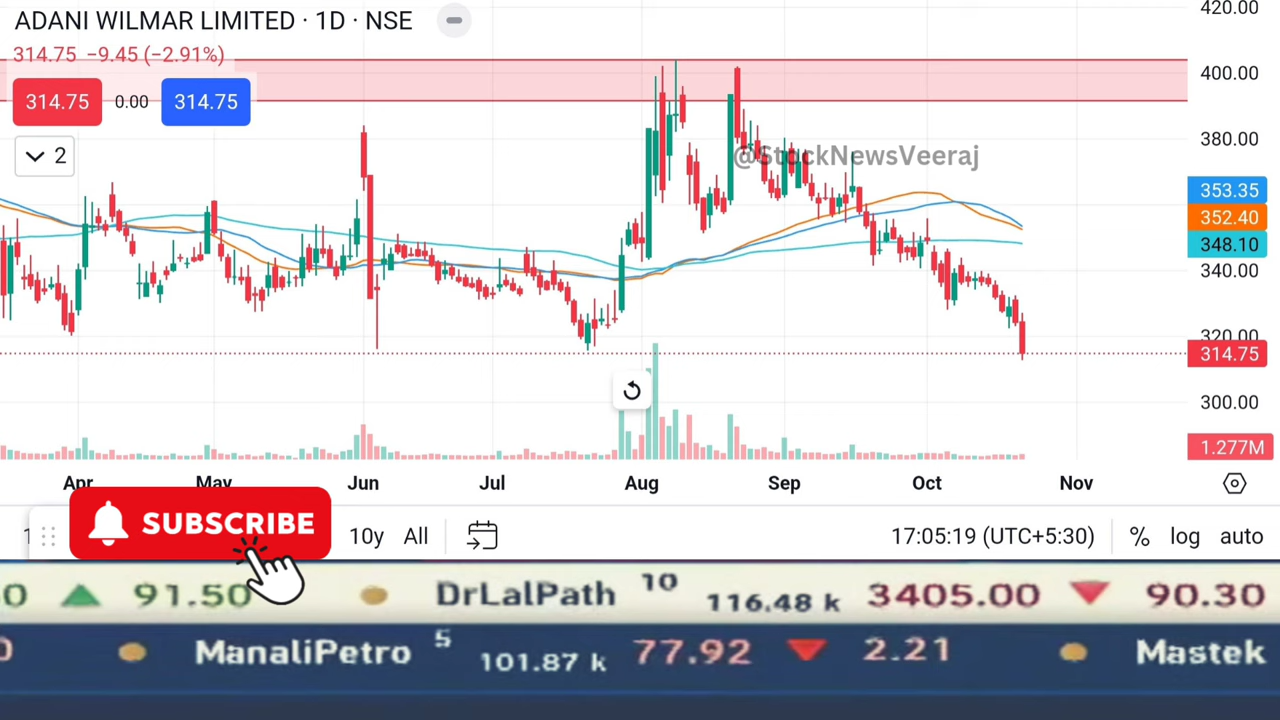 ADANI WILMAR LIMITED · 1D · NSE
314.75 −9.45 (−2.91%)
314.75 0.00 314.75
2
@StockNewsVeeraj
420.00
400.00
380.00
353.35
352.40
348.10
340.00
320.00
314.75
300.00
1.277M
Apr May Jun Jul Aug Sep Oct Nov
SUBSCRIBE 10y All 17:05:19 (UTC+5:30) % log auto
0 91.50 DrLalPath 10 116.48 k 3405.00 90.30
ManaliPetro 5 101.87 k 77.92 2.21 Mastek